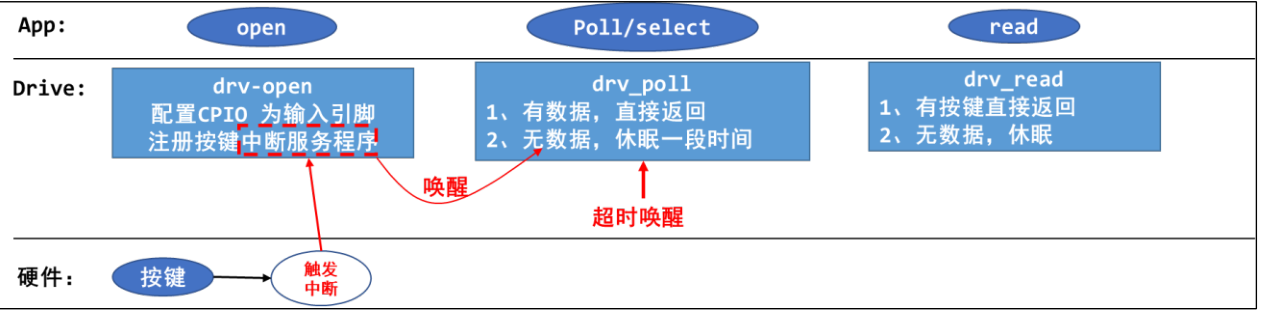 App:
open
Poll/select
read
Drive:
drv-open
配置CPIO 为输入引脚
注册按键中断服务程序
drv_poll
1、有数据，直接返回
2、无数据，休眠一段时间
drv_read
1、有按键直接返回
2、无数据，休眠
唤醒
超时唤醒
硬件：
按键
触发
中断